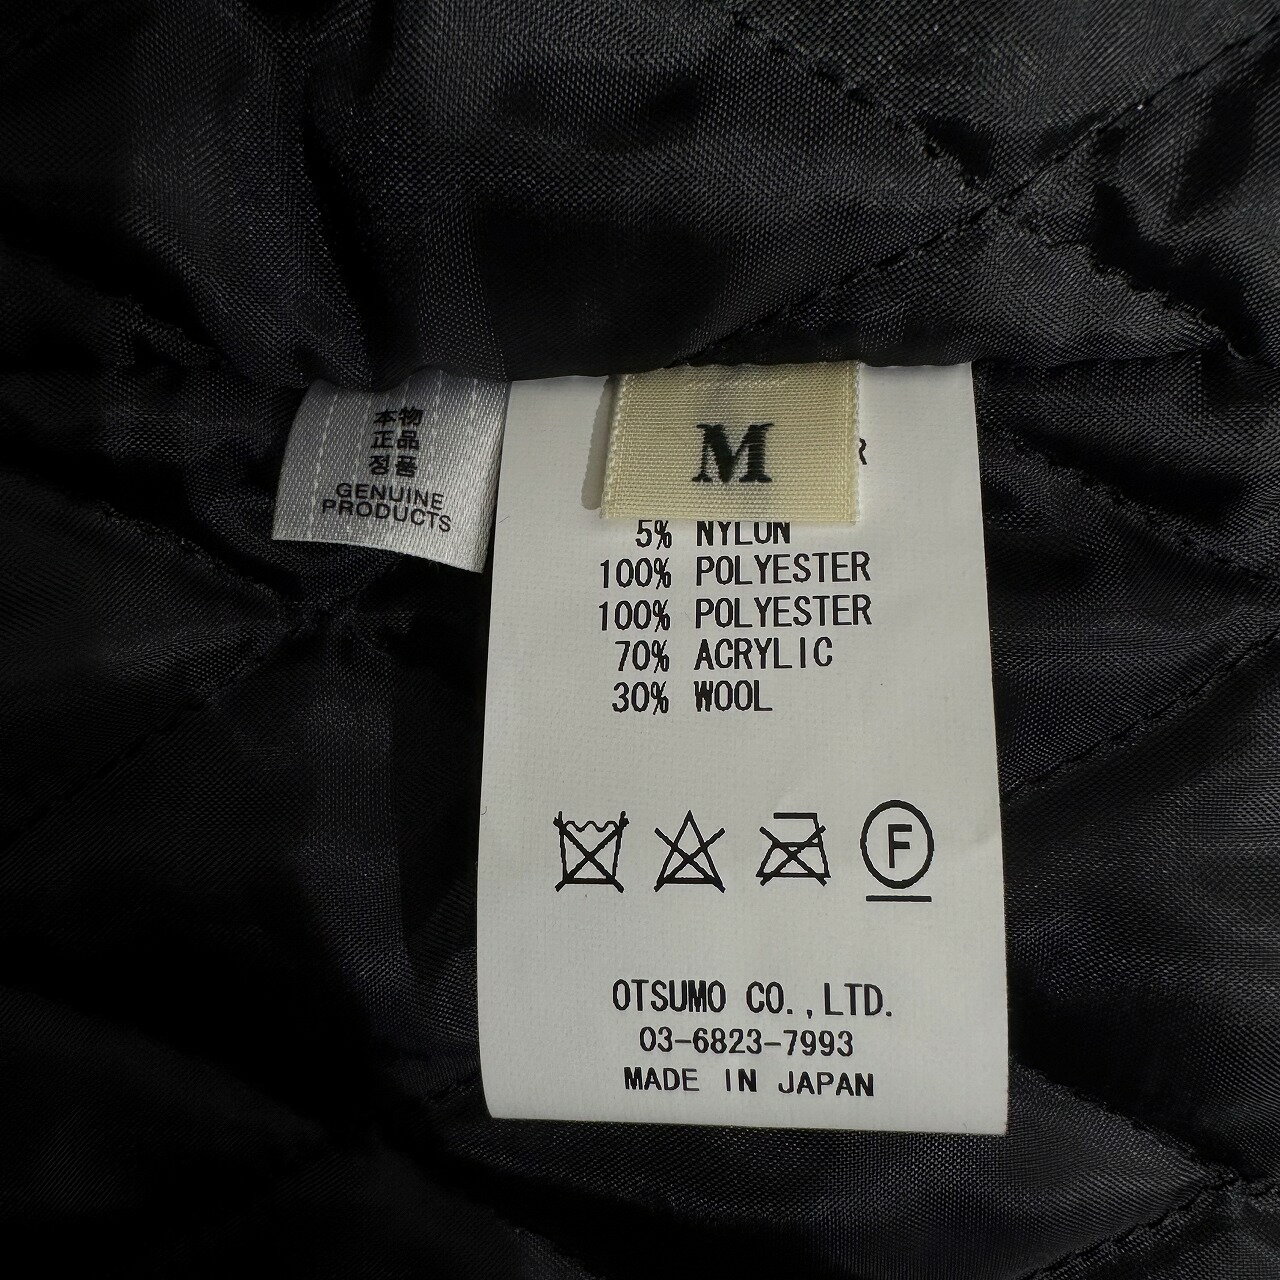 本物
正品
정품
GENUINE
PRODUCTS
M
R
5% NYLON
100% POLYESTER
100% POLYESTER
70% ACRYLIC
30% WOOL
F
OTSUMO CO.,LTD.
03-6823-7993
MADE IN JAPAN